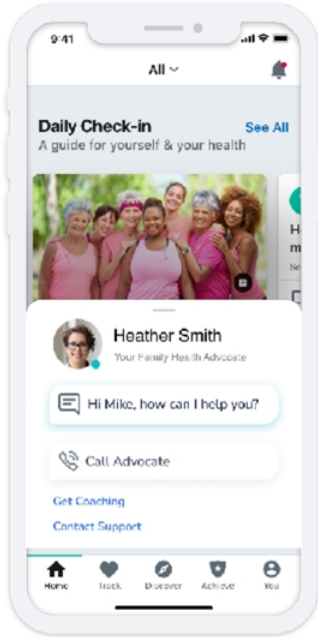 9:41
All
Daily Check-in
See All
A guide for yourself & your health
Heather Smith
Your Family Health Advocate
Hi Mike, how can I help you?
Call Advocate
Get Coaching
Contact Support
Home
Track
Discover
Achieve
You